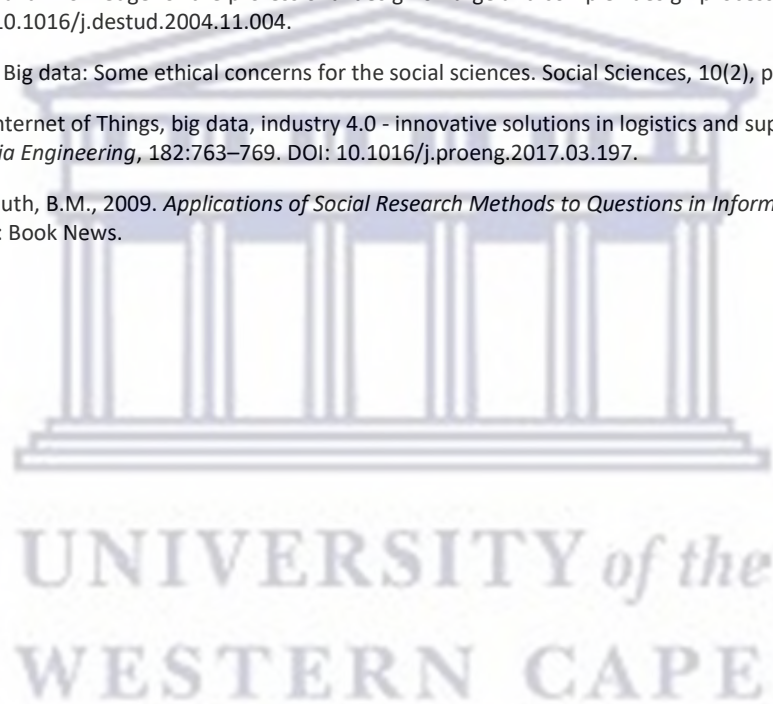 10.1016/j.destud.2004.11.004.
Big data: Some ethical concerns for the social sciences. Social Sciences, 10(2), p
nternet of Things, big data, industry 4.0 - innovative solutions in logistics and sup
ia Engineering, 182:763–769. DOI: 10.1016/j.proeng.2017.03.197.
uth, B.M., 2009. Applications of Social Research Methods to Questions in Inform
: Book News.
UNIVERSITY of the
WESTERN CAPE